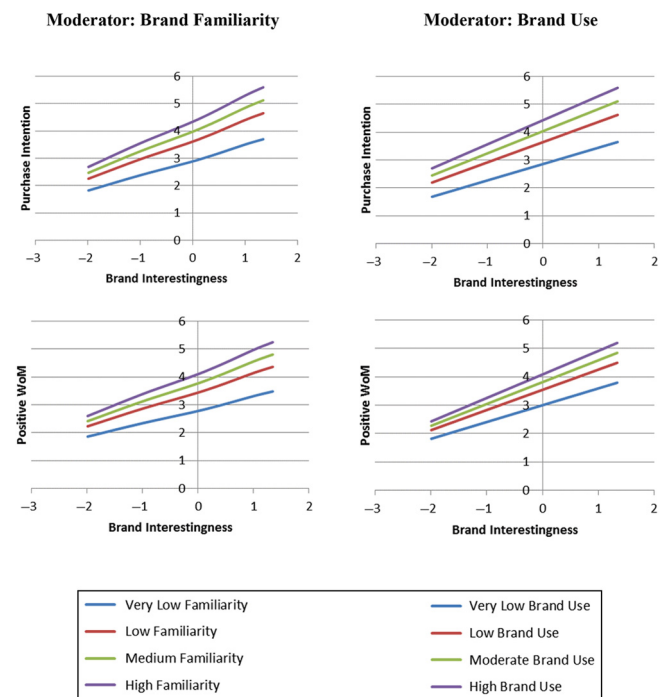 Moderator: Brand Familiarity
Moderator: Brand Use
Purchase Intention
6
5
4
3
2
1
0
–3 –2 –1 0 1 2
Brand Interestingness
Purchase Intention
6
5
4
3
2
1
0
–3 –2 –1 0 1 2
Brand Interestingness
Positive WoM
6
5
4
3
2
1
0
–3 –2 –1 0 1 2
Brand Interestingness
Positive WoM
6
5
4
3
2
1
0
–3 –2 –1 0 1 2
Brand Interestingness
Very Low Familiarity
Low Familiarity
Medium Familiarity
High Familiarity
Very Low Brand Use
Low Brand Use
Moderate Brand Use
High Brand Use